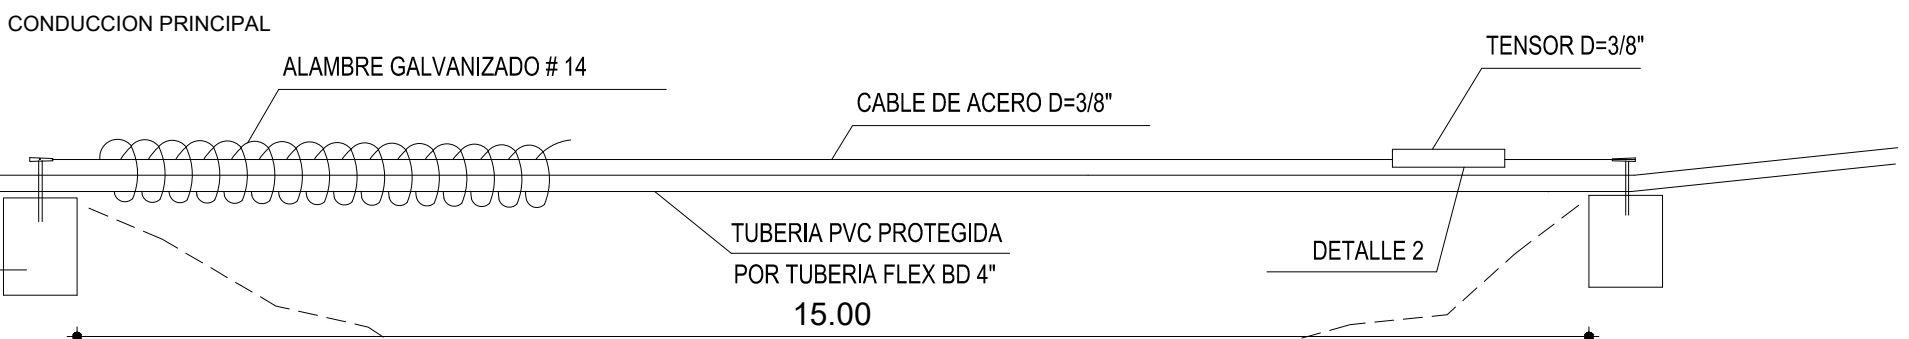 CONDUCCION PRINCIPAL
ALAMBRE GALVANIZADO # 14
CABLE DE ACERO D=3/8"
TENSOR D=3/8"
TUBERIA PVC PROTEGIDA
POR TUBERIA FLEX BD 4"
DETALLE 2
15.00